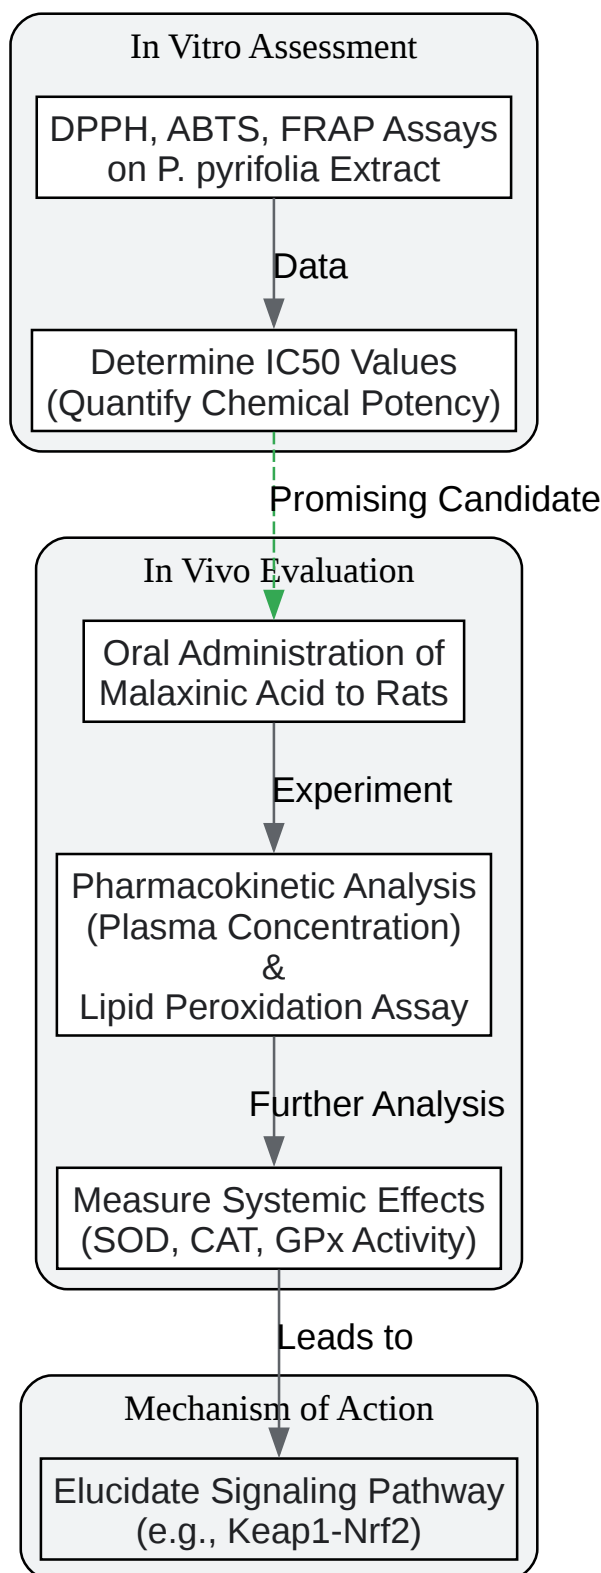 In Vitro Assessment
DPPH, ABTS, FRAP Assays
on P. pyrifolia Extract
Data
Determine IC50 Values
(Quantify Chemical Potency)
Promising Candidate
In Vivo Evaluation
Oral Administration of
Malaxinic Acid to Rats
Experiment
Pharmacokinetic Analysis
(Plasma Concentration)
&
Lipid Peroxidation Assay
Further Analysis
Measure Systemic Effects
(SOD, CAT, GPx Activity)
Leads to
Mechanism of Action
Elucidate Signaling Pathway
(e.g., Keap1-Nrf2)